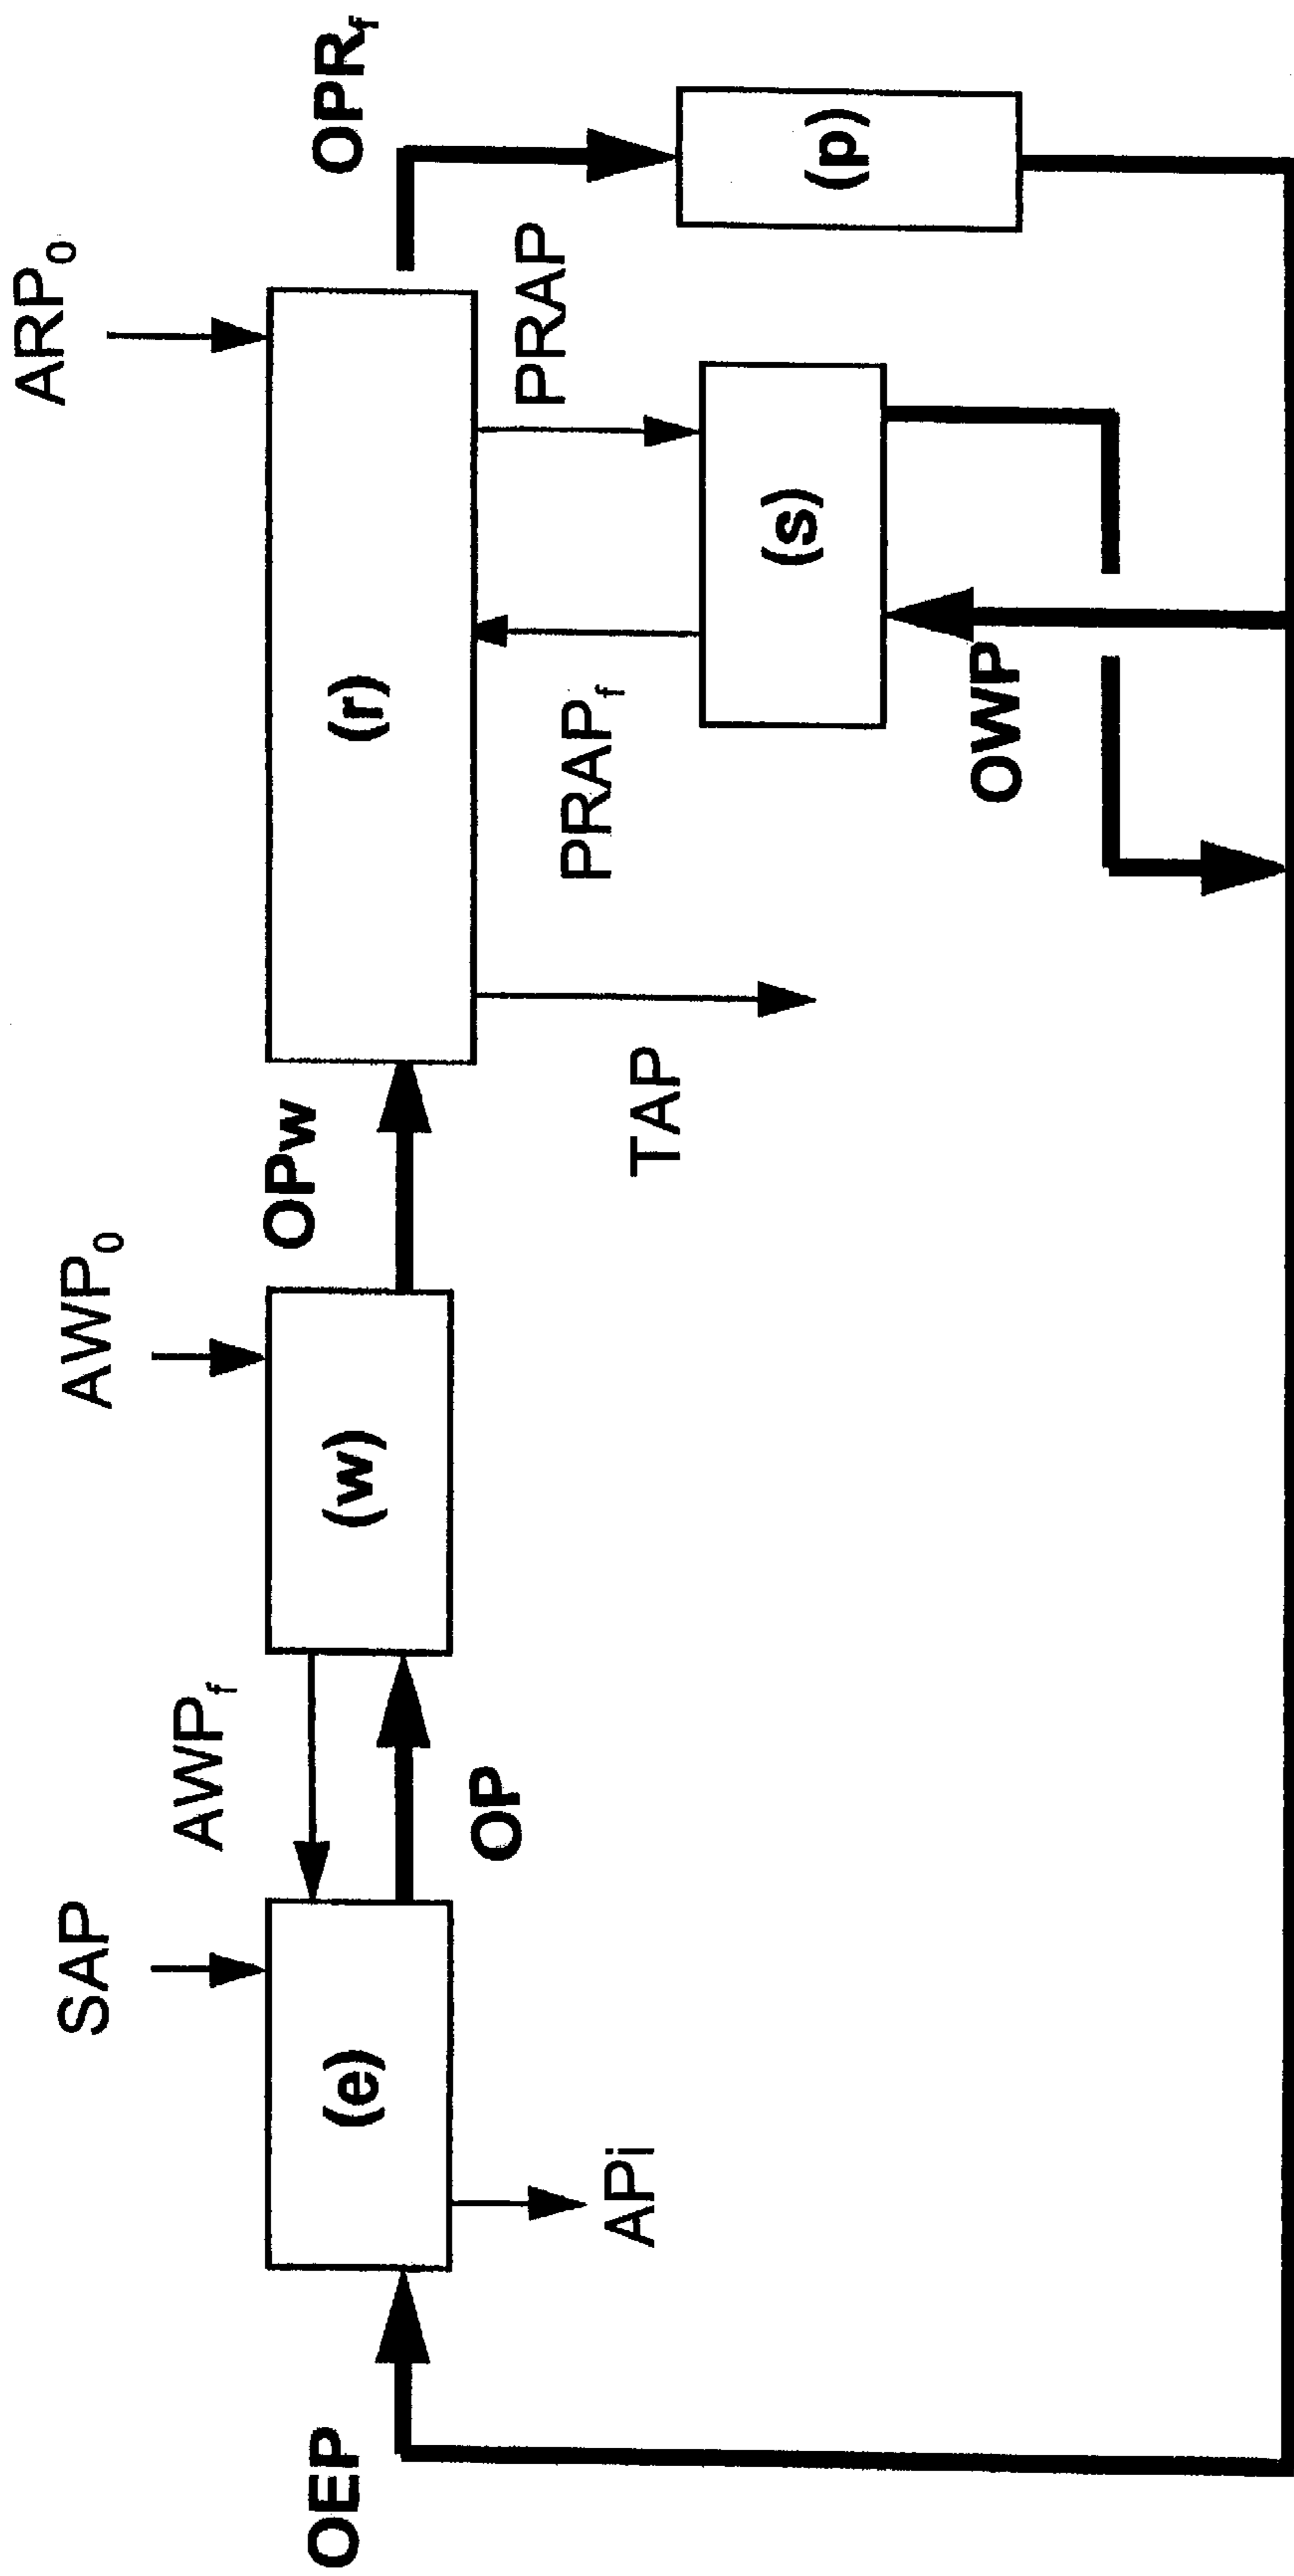 OEP
(e)
SAP
APi
AWPf
OP
(w)
AWP0
OPw
(r)
TAP
PRAPf
PRAP
ARP0
OPRf
(s)
OWP
(p)